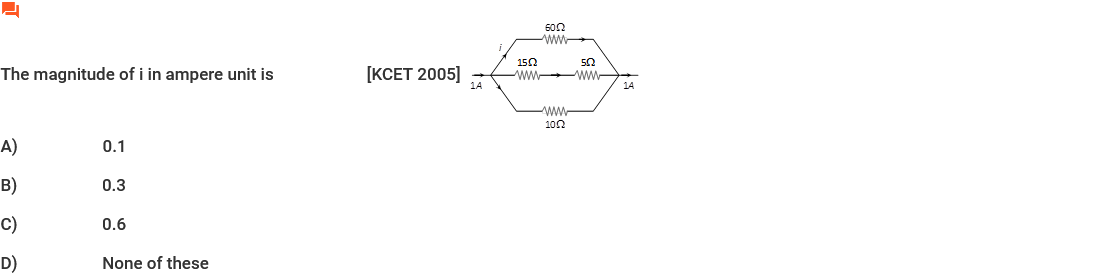 60Ω
i
15Ω 5Ω
The magnitude of i in ampere unit is [KCET 2005]
1A 1A
10Ω
A) 0.1
B) 0.3
C) 0.6
D) None of these